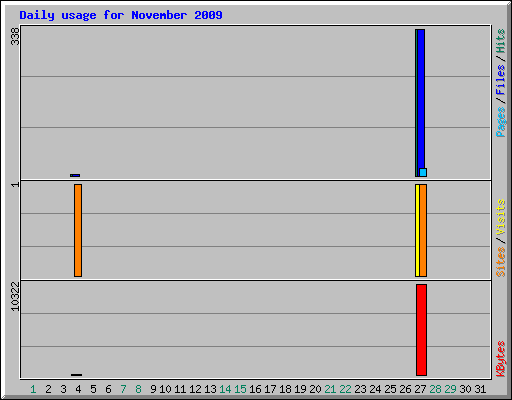 Daily usage for November 2009
338
Pages / Files / Hits
1
Sites / Visits
10322
KBytes
1 2 3 4 5 6 7 8 9 10 11 12 13 14 15 16 17 18 19 20 21 22 23 24 25 26 27 28 29 30 31